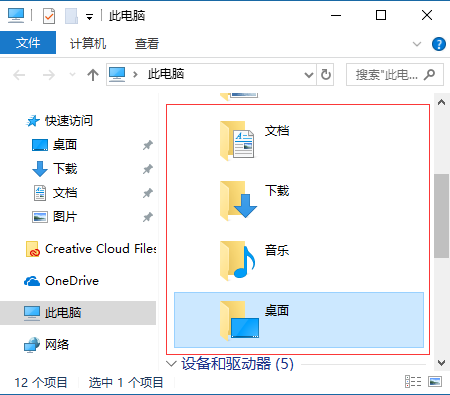 此电脑
文件 计算机 查看
此电脑 搜索"此电...
快速访问
桌面
下载
文档
图片
Creative Cloud Files
OneDrive
此电脑
网络
文档
下载
音乐
桌面
设备和驱动器 (5)
12 个项目 选中 1 个项目